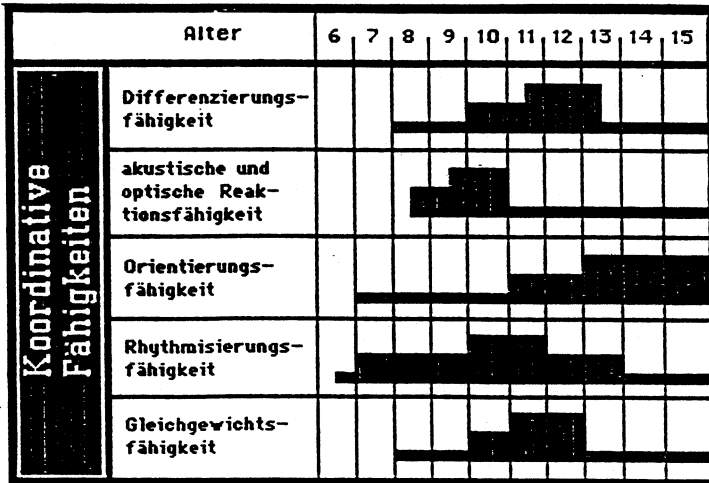 Alter 6 7 8 9 10 11 12 13 14 15
Koordinative
Fähigkeiten
Differenzierungs-
fähigkeit
akustische und
optische Reak-
tionsfähigkeit
Orientierungs-
fähigkeit
Rhythmisierungs-
fähigkeit
Gleichgewichts-
fähigkeit